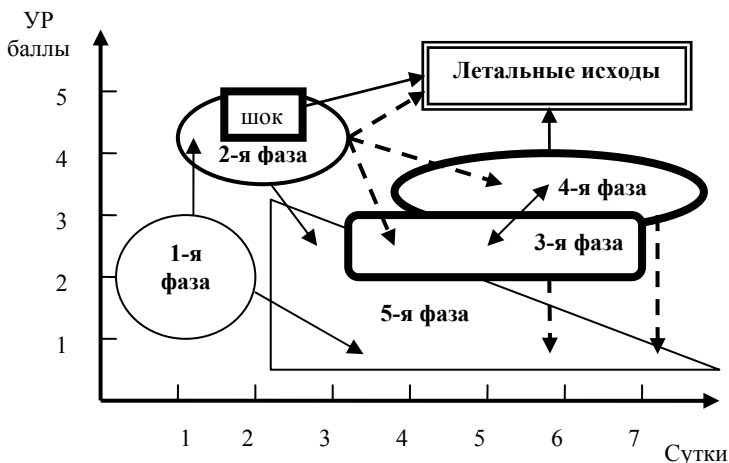 УР
баллы
Летальные исходы
5
шок
2-я фаза
4
4-я фаза
3
1-я
фаза
3-я фаза
2
5-я фаза
1
1 2 3 4 5 6 7
Сутки